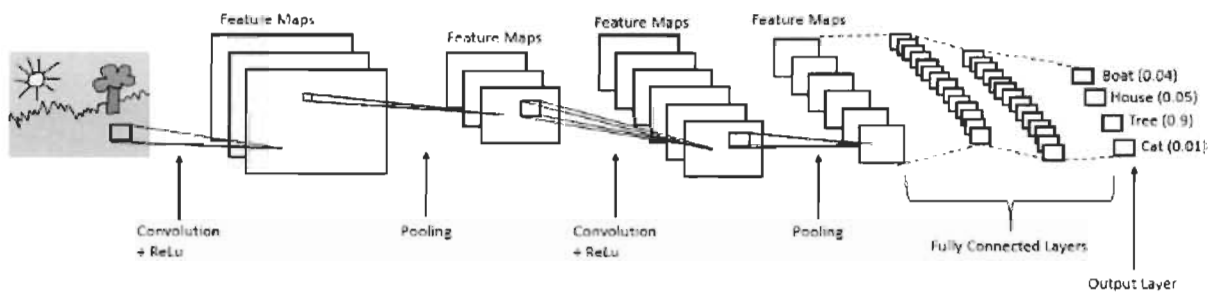 Feature Maps
Feature Maps
Feature Maps
Feature Maps
Boat (0.04)
House (0.05)
Tree (0.9)
Cat (0.01)
Convolution
+ ReLu
Pooling
Convolution
+ ReLu
Pooling
Fully Connected Layers
Output Layer